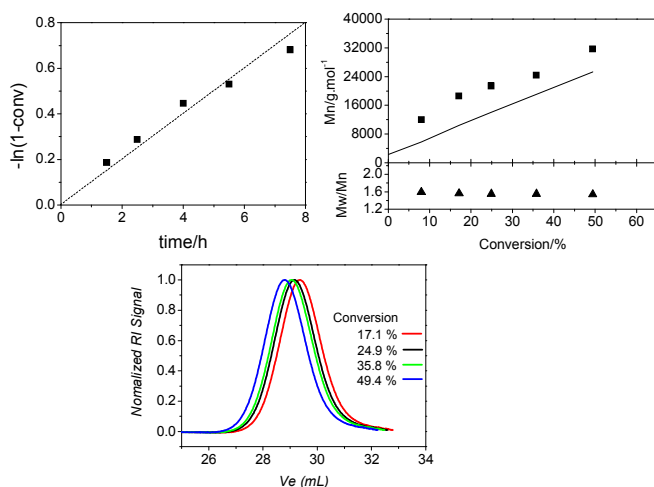 0.8
0.6
0.4
0.2
0.0
0 2 4 6 8
-ln(1-conv)
time/h
40000
32000
24000
16000
8000
0
Mn/g.mol-1
2.0
1.6
1.2
Mw/Mn
0 10 20 30 40 50 60
Conversion/%
1.0
0.8
0.6
0.4
0.2
0.0
Nomalized RI Signal
Conversion
17.1 %
24.9 %
35.8 %
49.4 %
26 28 30 32 34
Ve (mL)